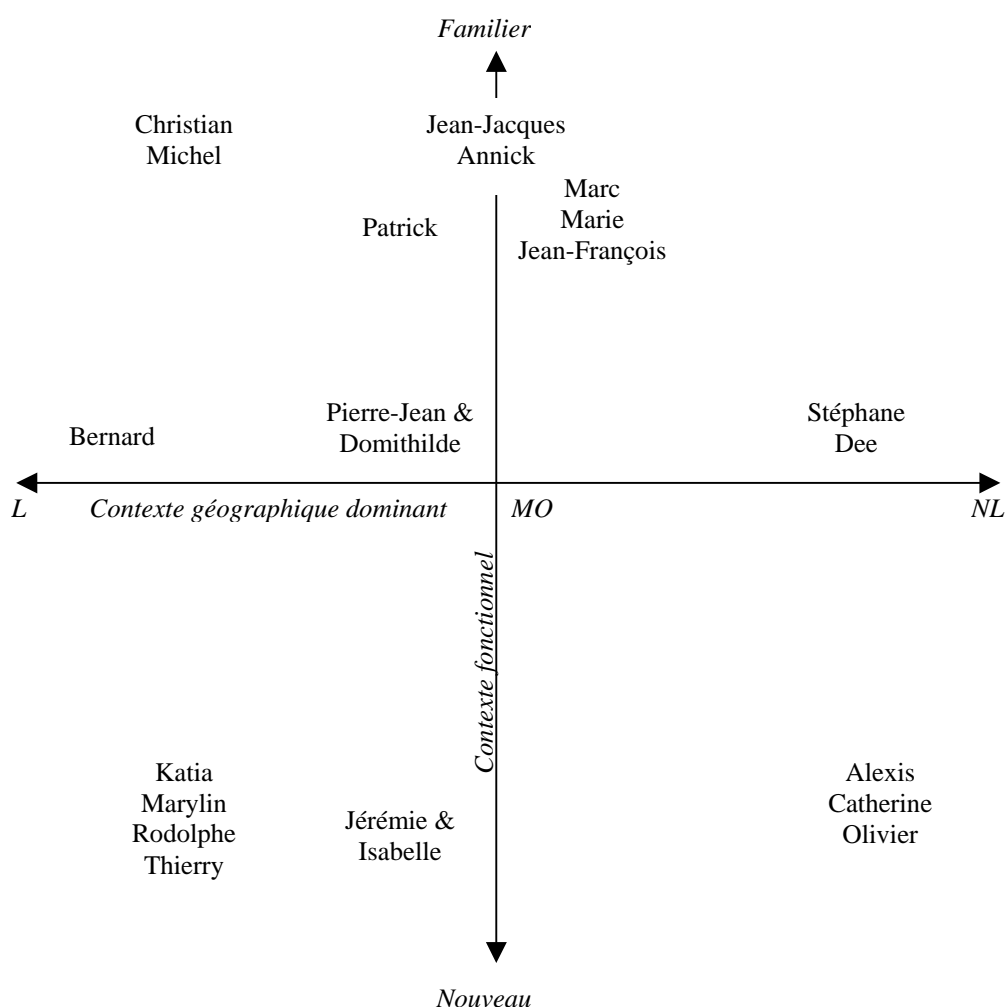 Familier
Christian
Michel
Jean-Jacques
Annick
Marc
Marie
Jean-François
Patrick
Bernard
Pierre-Jean &
Domithilde
Stéphane
Dee
L
Contexte géographique dominant
MO
NL
Contexte fonctionnel
Katia
Marylin
Rodolphe
Thierry
Jérémie &
Isabelle
Alexis
Catherine
Olivier
Nouveau